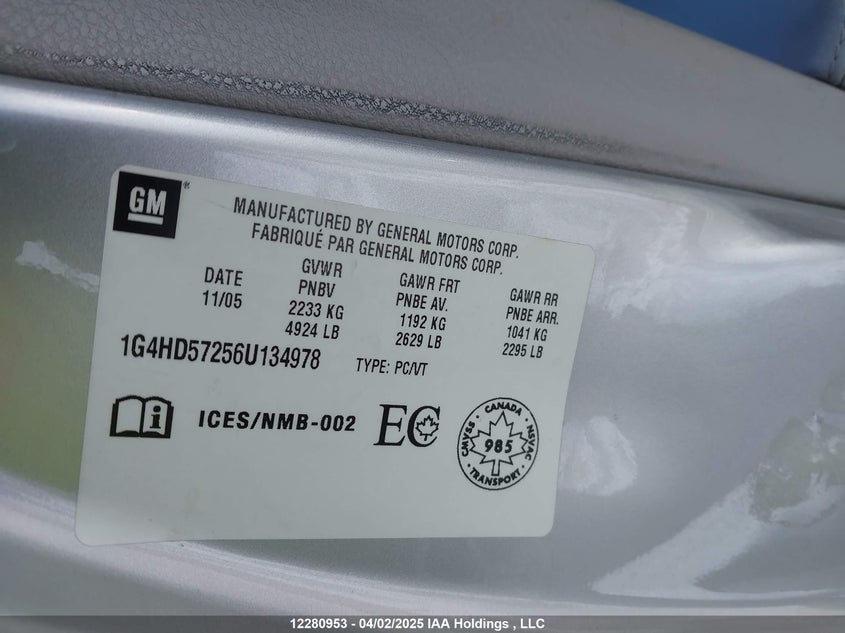 GM®
MANUFACTURED BY GENERAL MOTORS CORP.
FABRIQUÉ PAR GENERAL MOTORS CORP.
DATE
11/05
GVWR
PNBV
2233 KG
4924 LB
GAWR FRT
PNBE AV.
1192 KG
2629 LB
GAWR RR
PNBE ARR.
1041 KG
2295 LB
1G4HD57256U134978
TYPE: PC/VT
i
ICES/NMB-002
EC
CANADA
CMVSS
985
NSVAC
TRANSPORT
12280953 - 04/02/2025 IAA Holdings , LLC